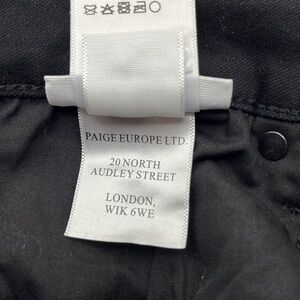 PAIGE EUROPE LTD.
20 NORTH
AUDLEY STREET
LONDON,
WIK 6WE